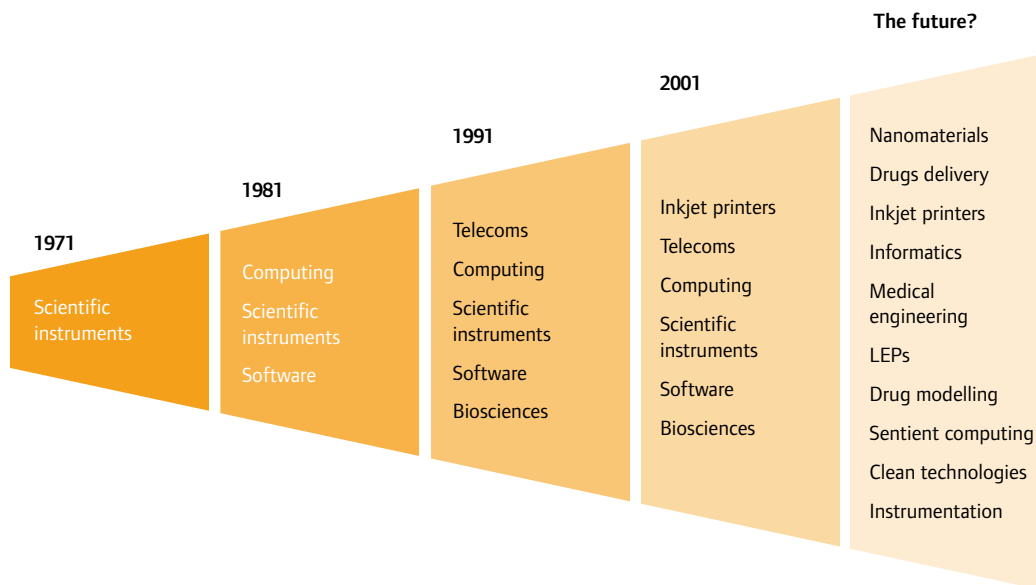 1971
Scientific
instruments
1981
Computing
Scientific
instruments
Software
1991
Telecoms
Computing
Scientific
instruments
Software
Biosciences
2001
Inkjet printers
Telecoms
Computing
Scientific
instruments
Software
Biosciences
The future?
Nanomaterials
Drugs delivery
Inkjet printers
Informatics
Medical
engineering
LEPs
Drug modelling
Sentient computing
Clean technologies
Instrumentation